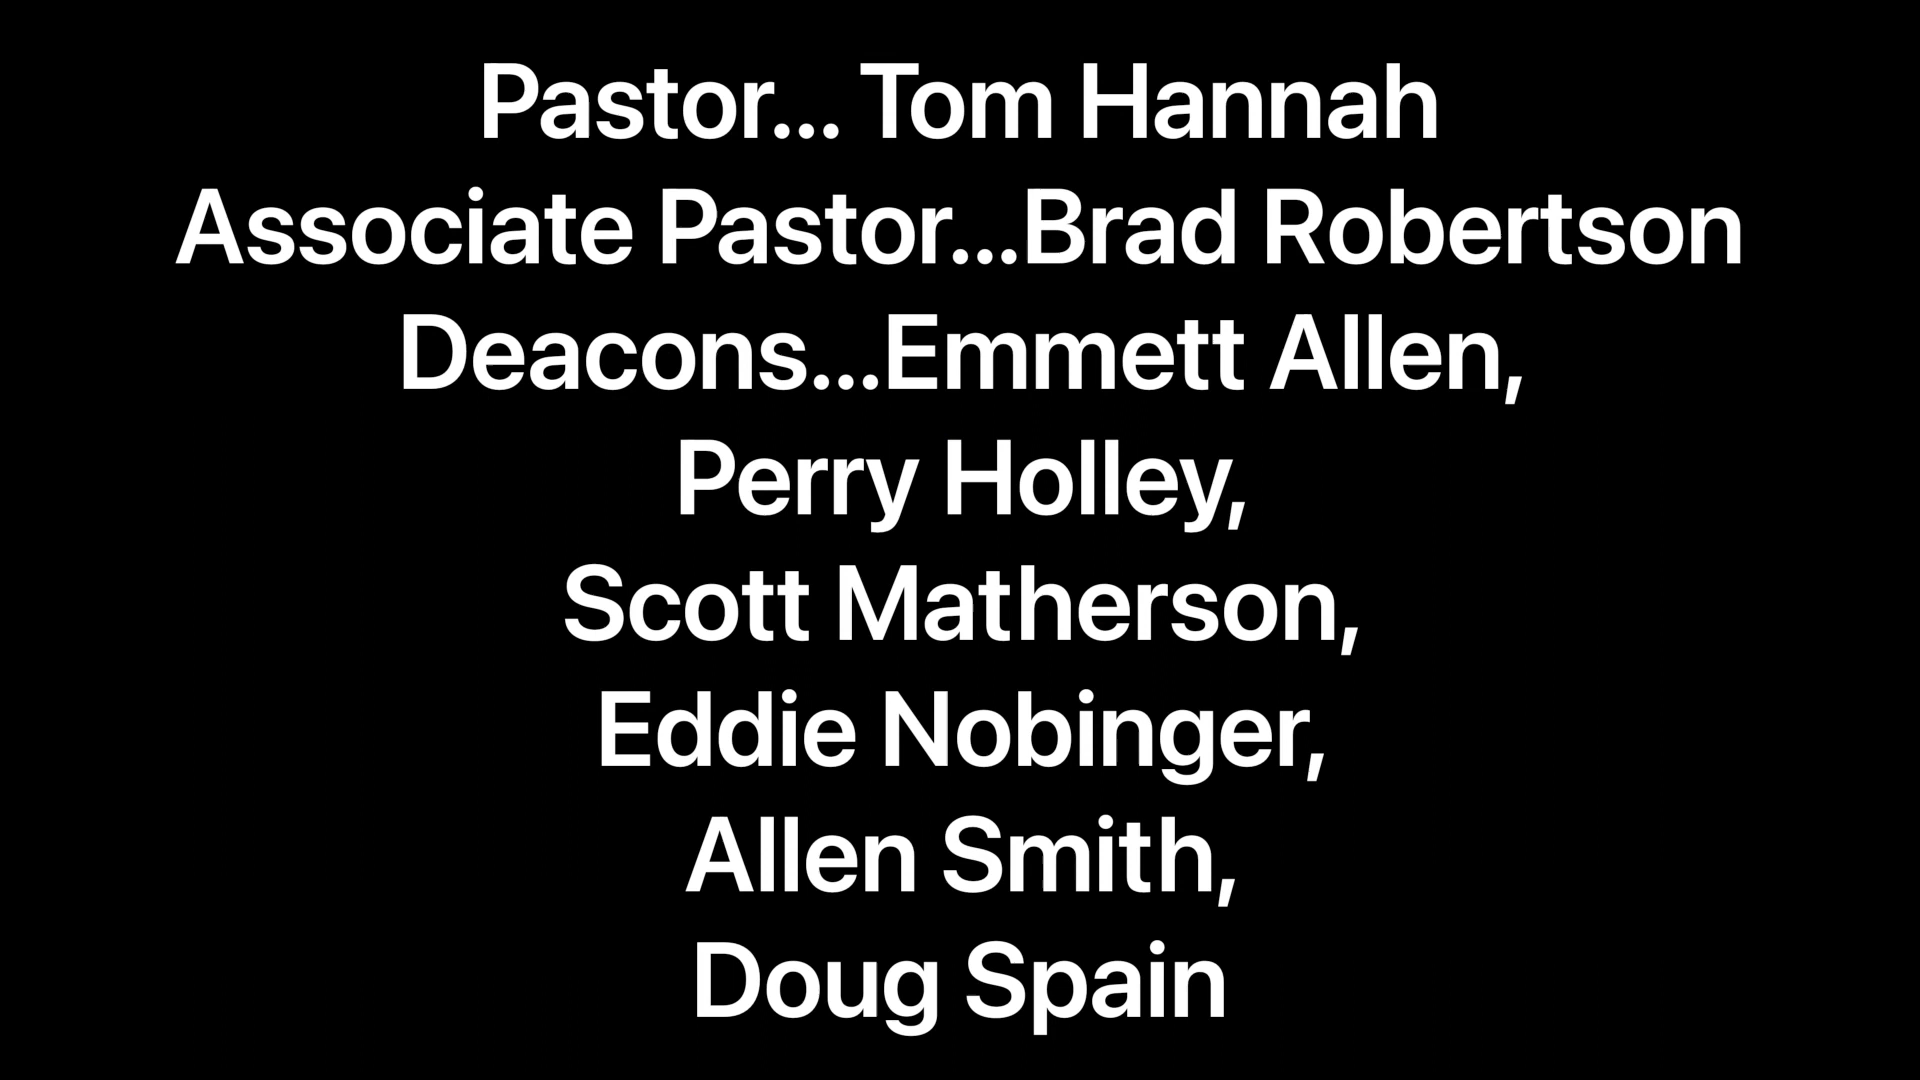 Pastor... Tom Hannah
Associate Pastor...Brad Robertson
Deacons...Emmett Allen,
Perry Holley,
Scott Matherson,
Eddie Nobinger,
Allen Smith,
Doug Spain